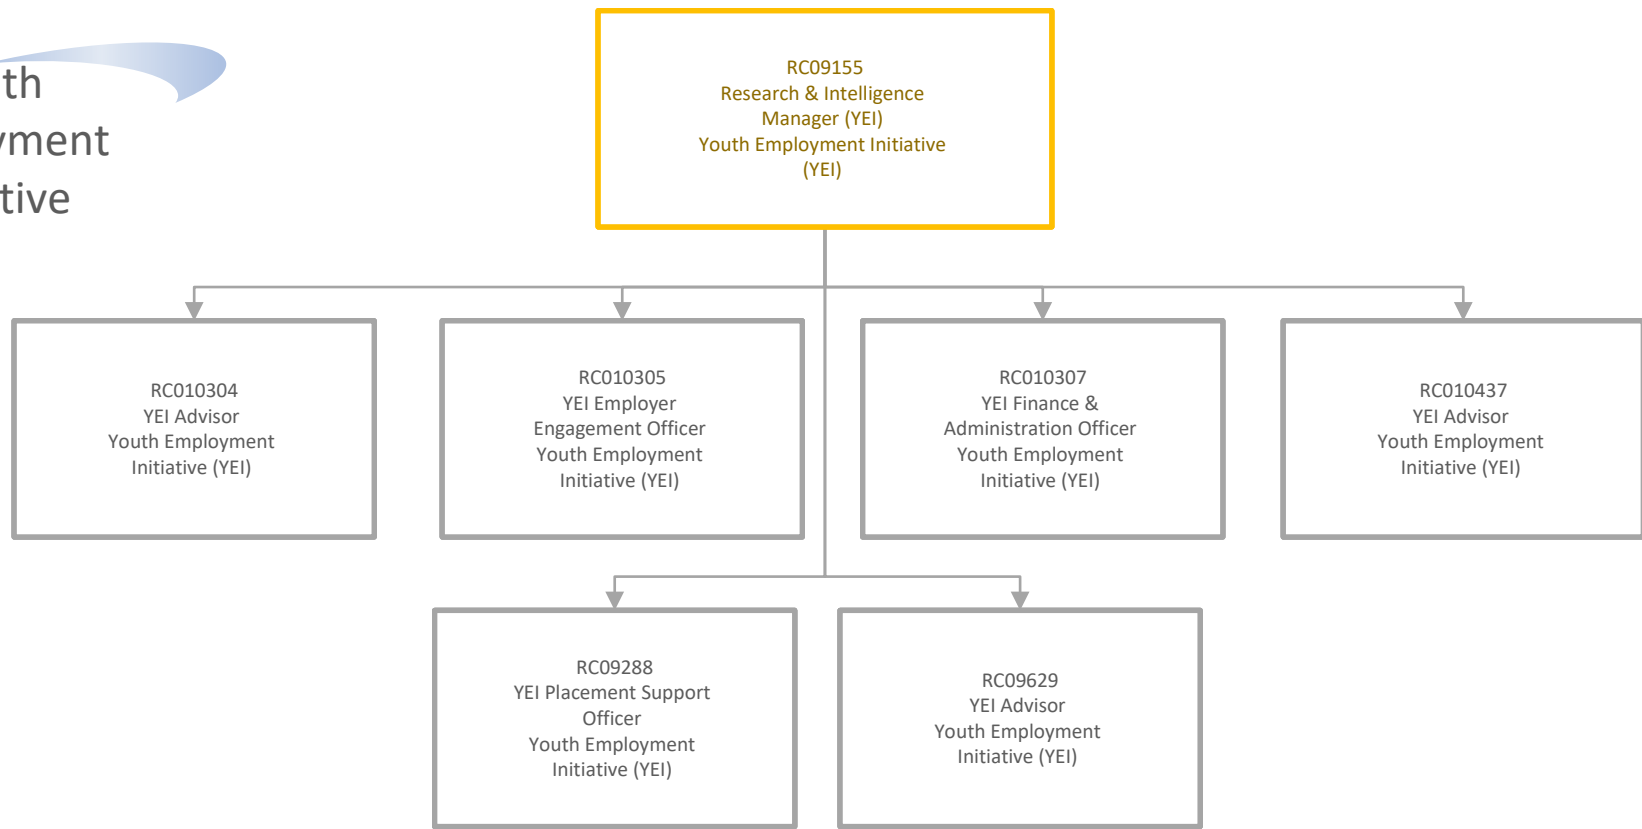 th
yment
tive
RC09155
Research & Intelligence
Manager (YEI)
Youth Employment Initiative
(YEI)
RC010304
YEI Advisor
Youth Employment
Initiative (YEI)
RC010305
YEI Employer
Engagement Officer
Youth Employment
Initiative (YEI)
RC010307
YEI Finance &
Administration Officer
Youth Employment
Initiative (YEI)
RC010437
YEI Advisor
Youth Employment
Initiative (YEI)
RC09288
YEI Placement Support
Officer
Youth Employment
Initiative (YEI)
RC09629
YEI Advisor
Youth Employment
Initiative (YEI)